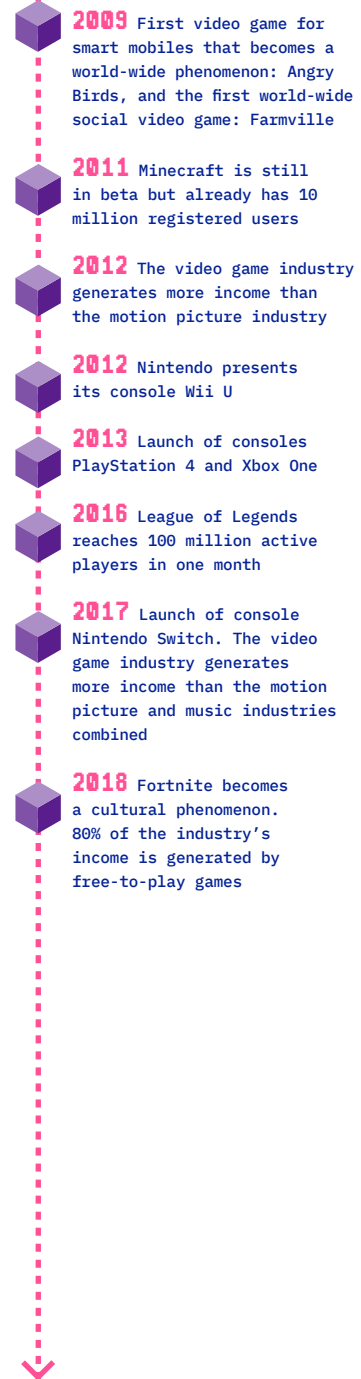 2009 First video game for
smart mobiles that becomes a
world-wide phenomenon: Angry
Birds, and the first world-wide
social video game: Farmville
2011 Minecraft is still
in beta but already has 10
million registered users
2012 The video game industry
generates more income than
the motion picture industry
2012 Nintendo presents
its console Wii U
2013 Launch of consoles
PlayStation 4 and Xbox One
2016 League of Legends
reaches 100 million active
players in one month
2017 Launch of console
Nintendo Switch. The video
game industry generates
more income than the motion
picture and music industries
combined
2018 Fortnite becomes
a cultural phenomenon.
80% of the industry’s
income is generated by
free-to-play games